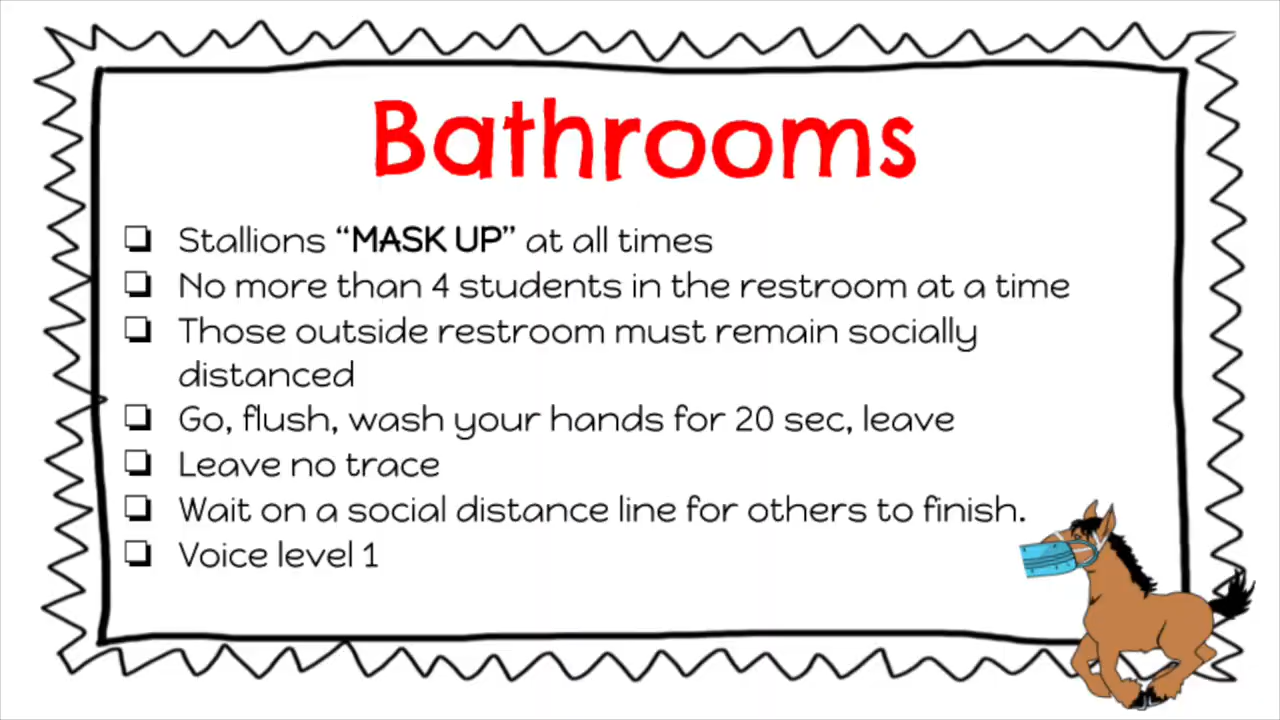 Bathrooms
Stallions “MASK UP” at all times
No more than 4 students in the restroom at a time
Those outside restroom must remain socially
distanced
Go, flush, wash your hands for 20 sec, leave
Leave no trace
Wait on a social distance line for others to finish.
Voice level 1